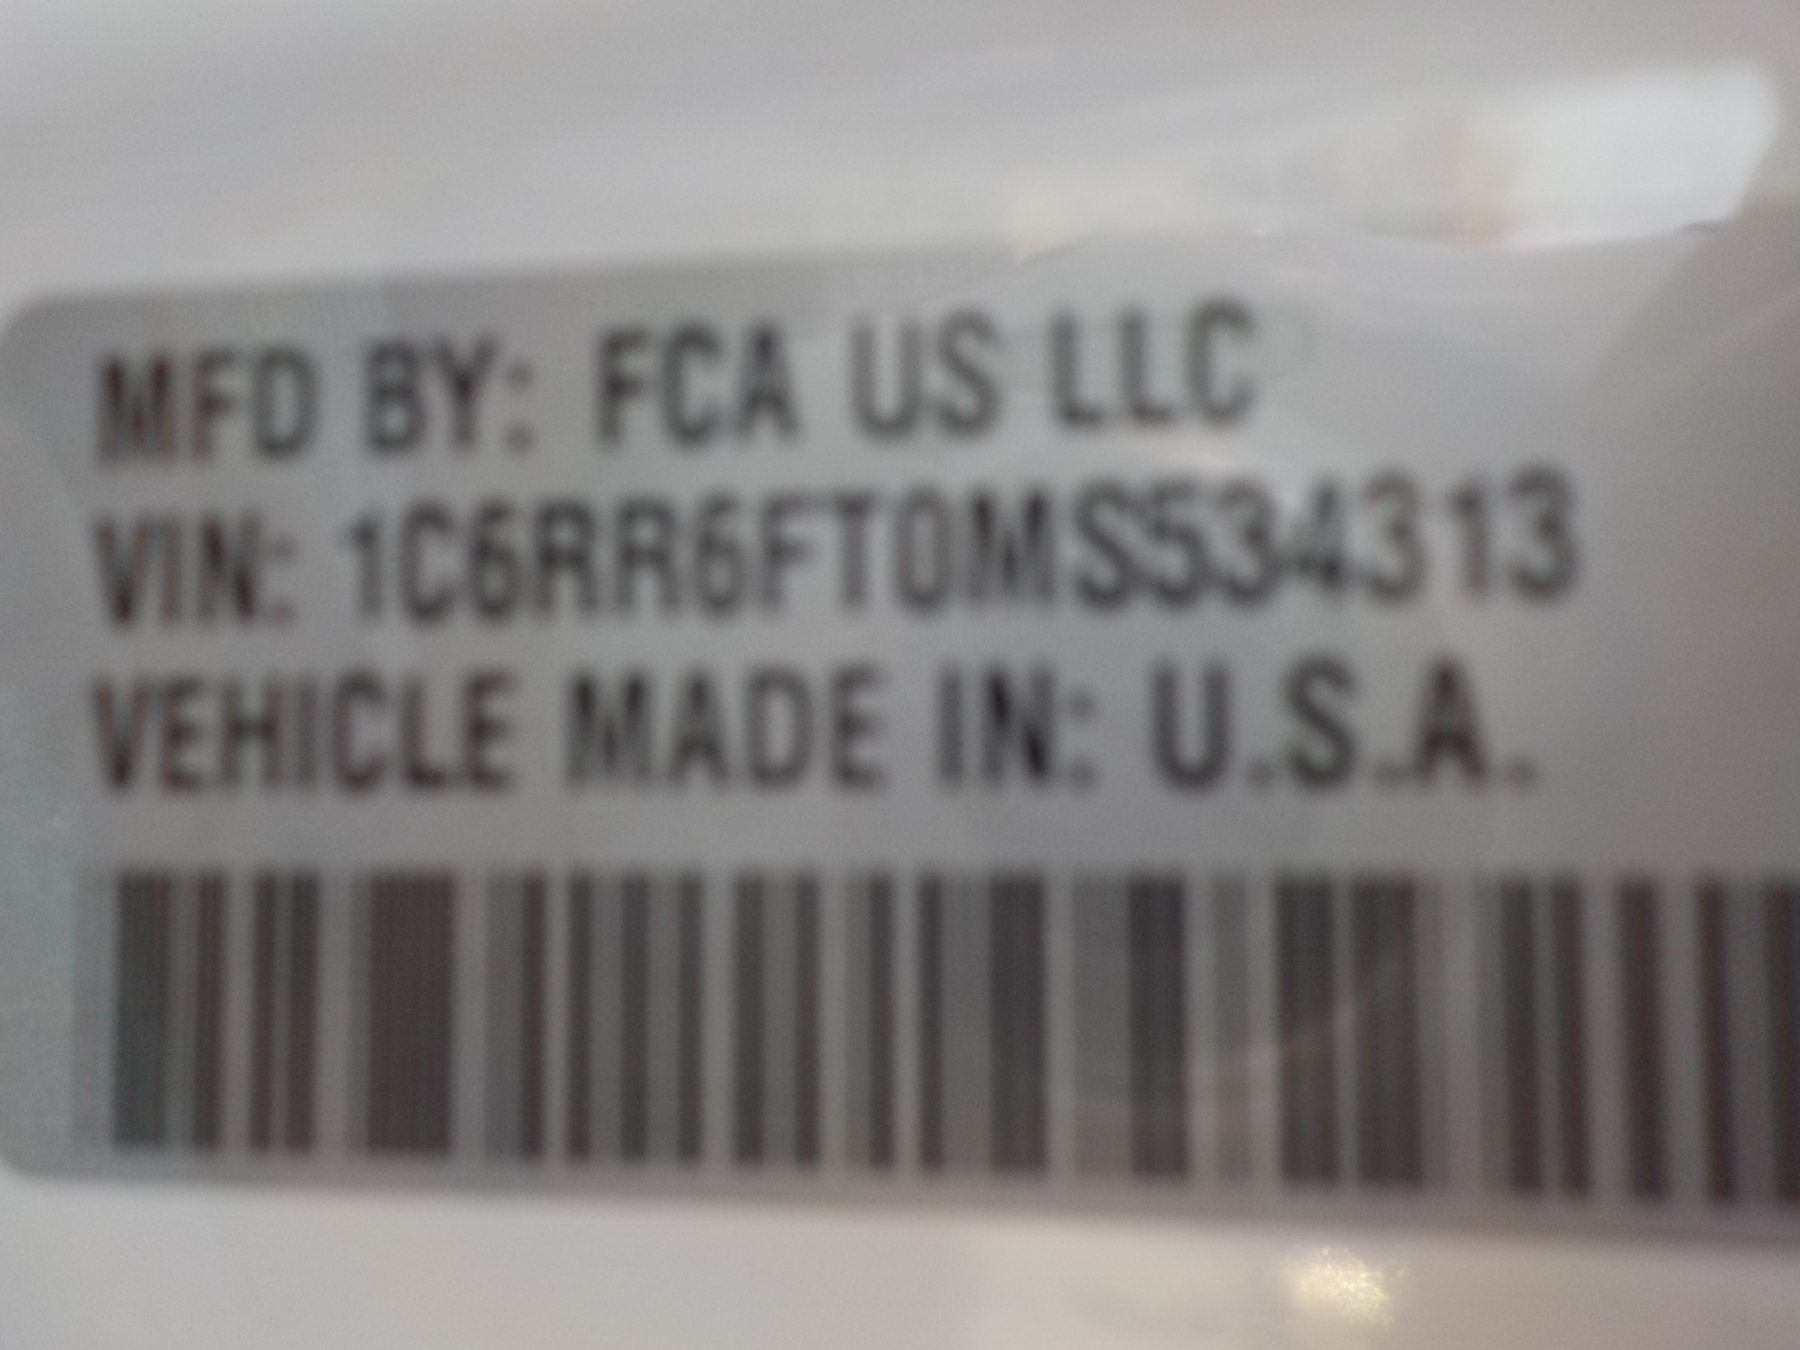 MFD BY: FCA US LLC
VIN: 1C6RR6FT0MS534313
VEHICLE MADE IN: U.S.A.